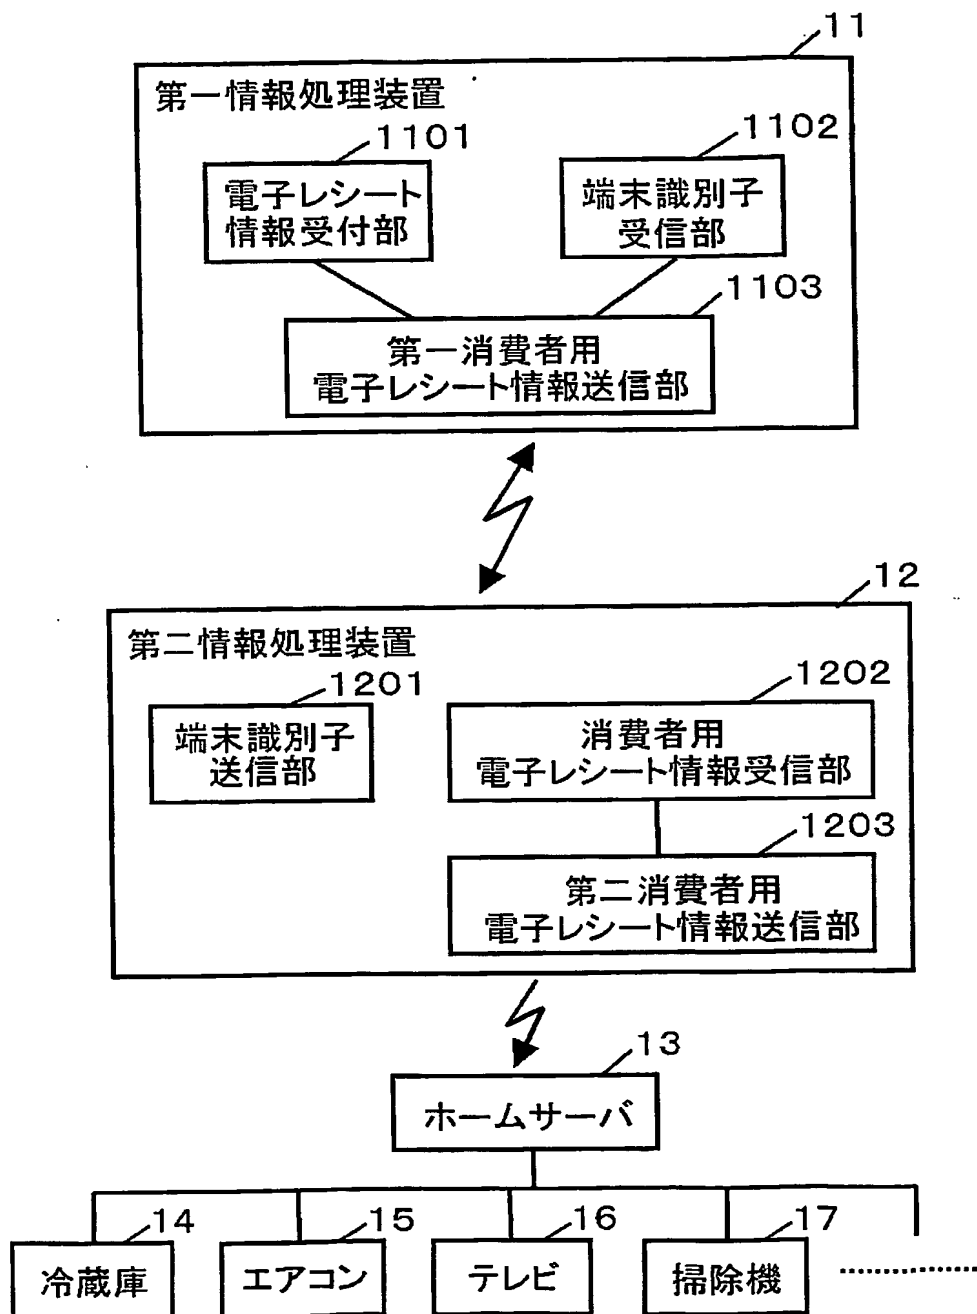 11
第一情報処理装置
1101
1102
電子レシート
情報受付部
端末識別子
受信部
1103
第一消費者用
電子レシート情報送信部
12
第二情報処理装置
1201
1202
端末識別子
送信部
消費者用
電子レシート情報受信部
1203
第二消費者用
電子レシート情報送信部
13
ホームサーバ
14
15
16
17
冷蔵庫
エアコン
テレビ
掃除機